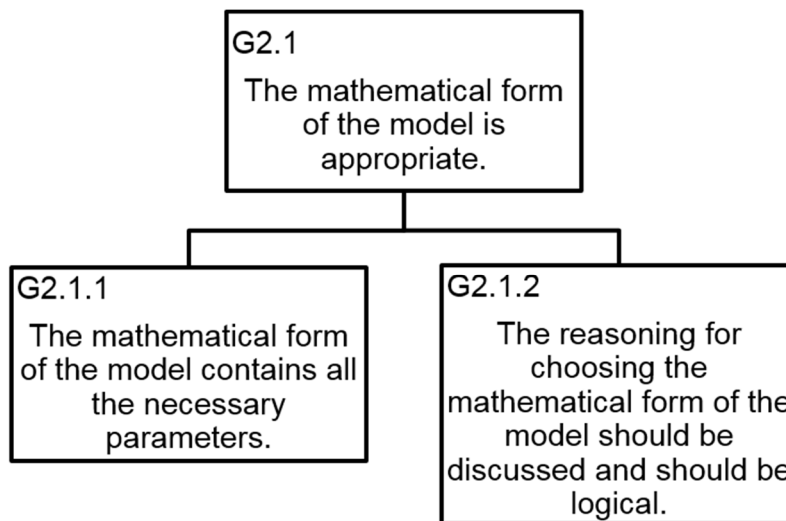 G2.1
The mathematical form
of the model is
appropriate.
G2.1.1
The mathematical form
of the model contains all
the necessary
parameters.
G2.1.2
The reasoning for
choosing the
mathematical form of the
model should be
discussed and should be
logical.